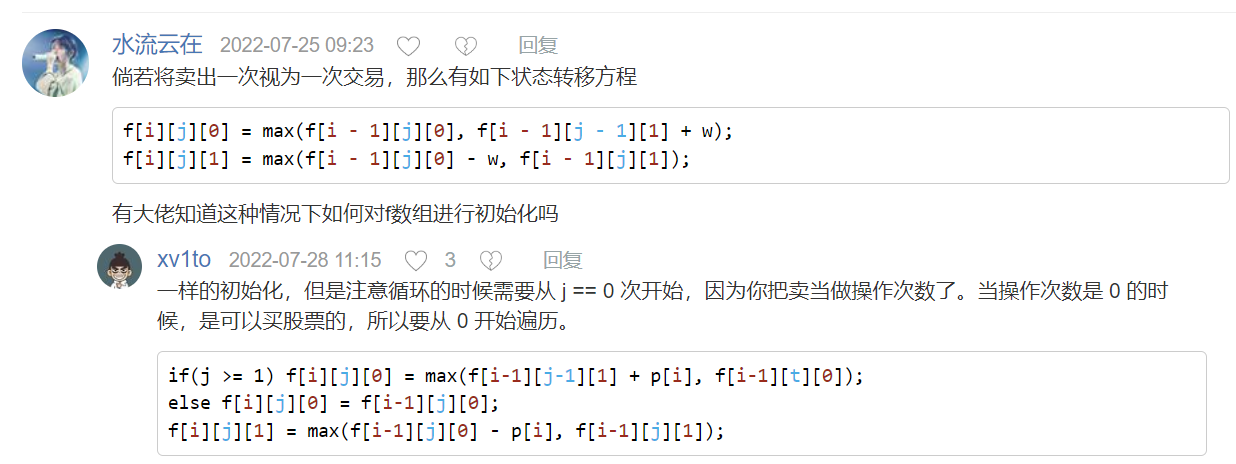 水流云在 2022-07-25 09:23 回复
倘若将卖出一次视为一次交易，那么有如下状态转移方程
f[i][j][0] = max(f[i - 1][j][0], f[i - 1][j - 1][1] + w);
f[i][j][1] = max(f[i - 1][j][0] - w, f[i - 1][j][1]);
有大佬知道这种情况下如何对f数组进行初始化吗
xv1to 2022-07-28 11:15 3 回复
一样的初始化，但是注意循环的时候需要从 j == 0 次开始，因为你把卖当做操作次数了。当操作次数是 0 的时
候，是可以买股票的，所以要从 0 开始遍历。
if(j >= 1) f[i][j][0] = max(f[i-1][j-1][1] + p[i], f[i-1][t][0]);
else f[i][j][0] = f[i-1][j][0];
f[i][j][1] = max(f[i-1][j][0] - p[i], f[i-1][j][1]);